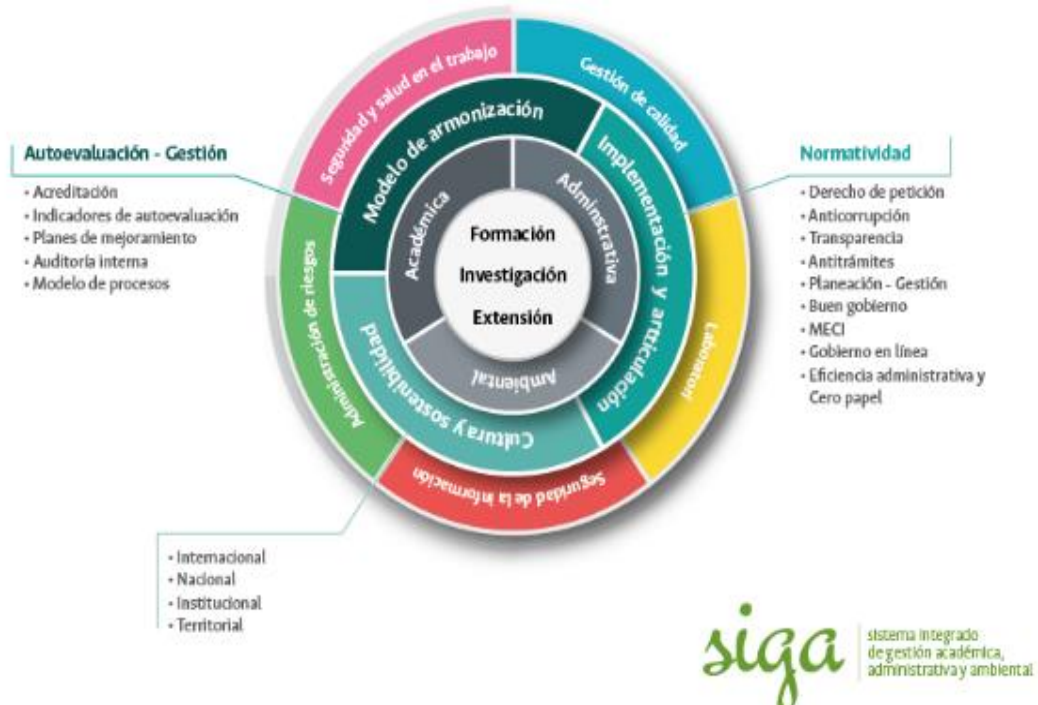 Seguridad y salud en el trabajo
Gestión de calidad
Modelo de armonización
Implementación y articulación
Autoevaluación - Gestión
• Acreditación
• Indicadores de autoevaluación
• Planes de mejoramiento
• Auditoría interna
• Modelo de procesos
Académica
Adminstrativa
Formación
Investigación
Extensión
Ambiental
Normatividad
• Derecho de petición
• Anticorrupción
• Transparencia
• Antitrámites
• Planeación - Gestión
• Buen gobierno
• MECI
• Gobierno en línea
• Eficiencia administrativa y
Cero papel
Administración de riesgos
Cultura y sostenibilidad
Laboratori
Seguridad de la información
• Internacional
• Nacional
• Institucional
• Territorial
siga
sistema integrado
de gestión académica,
administrativa y ambiental